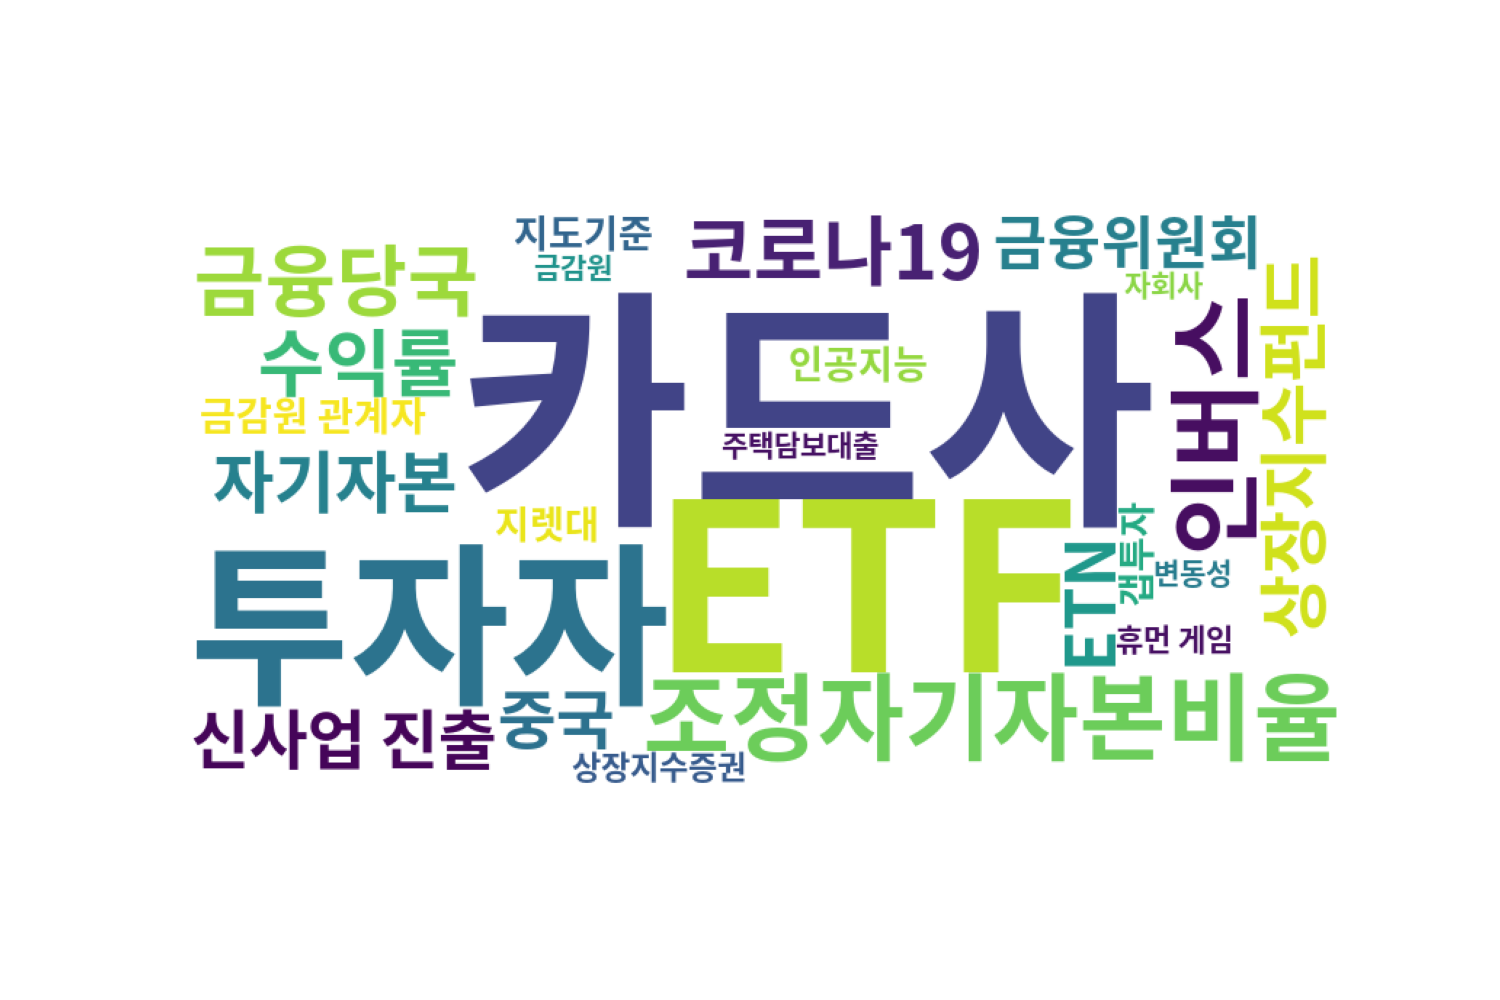 지도기준
코로나19
금융위원회
금융당국
금감원
자회사
수익률
카드사
인공지능
인버스
상장지수펀드
금감원 관계자
주택담보대출
자기자본
지렛대
ETF
ETN
갭투자
변동성
투자자
휴먼 게임
신사업 진출
중국
조정자기자본비율
상장지수증권